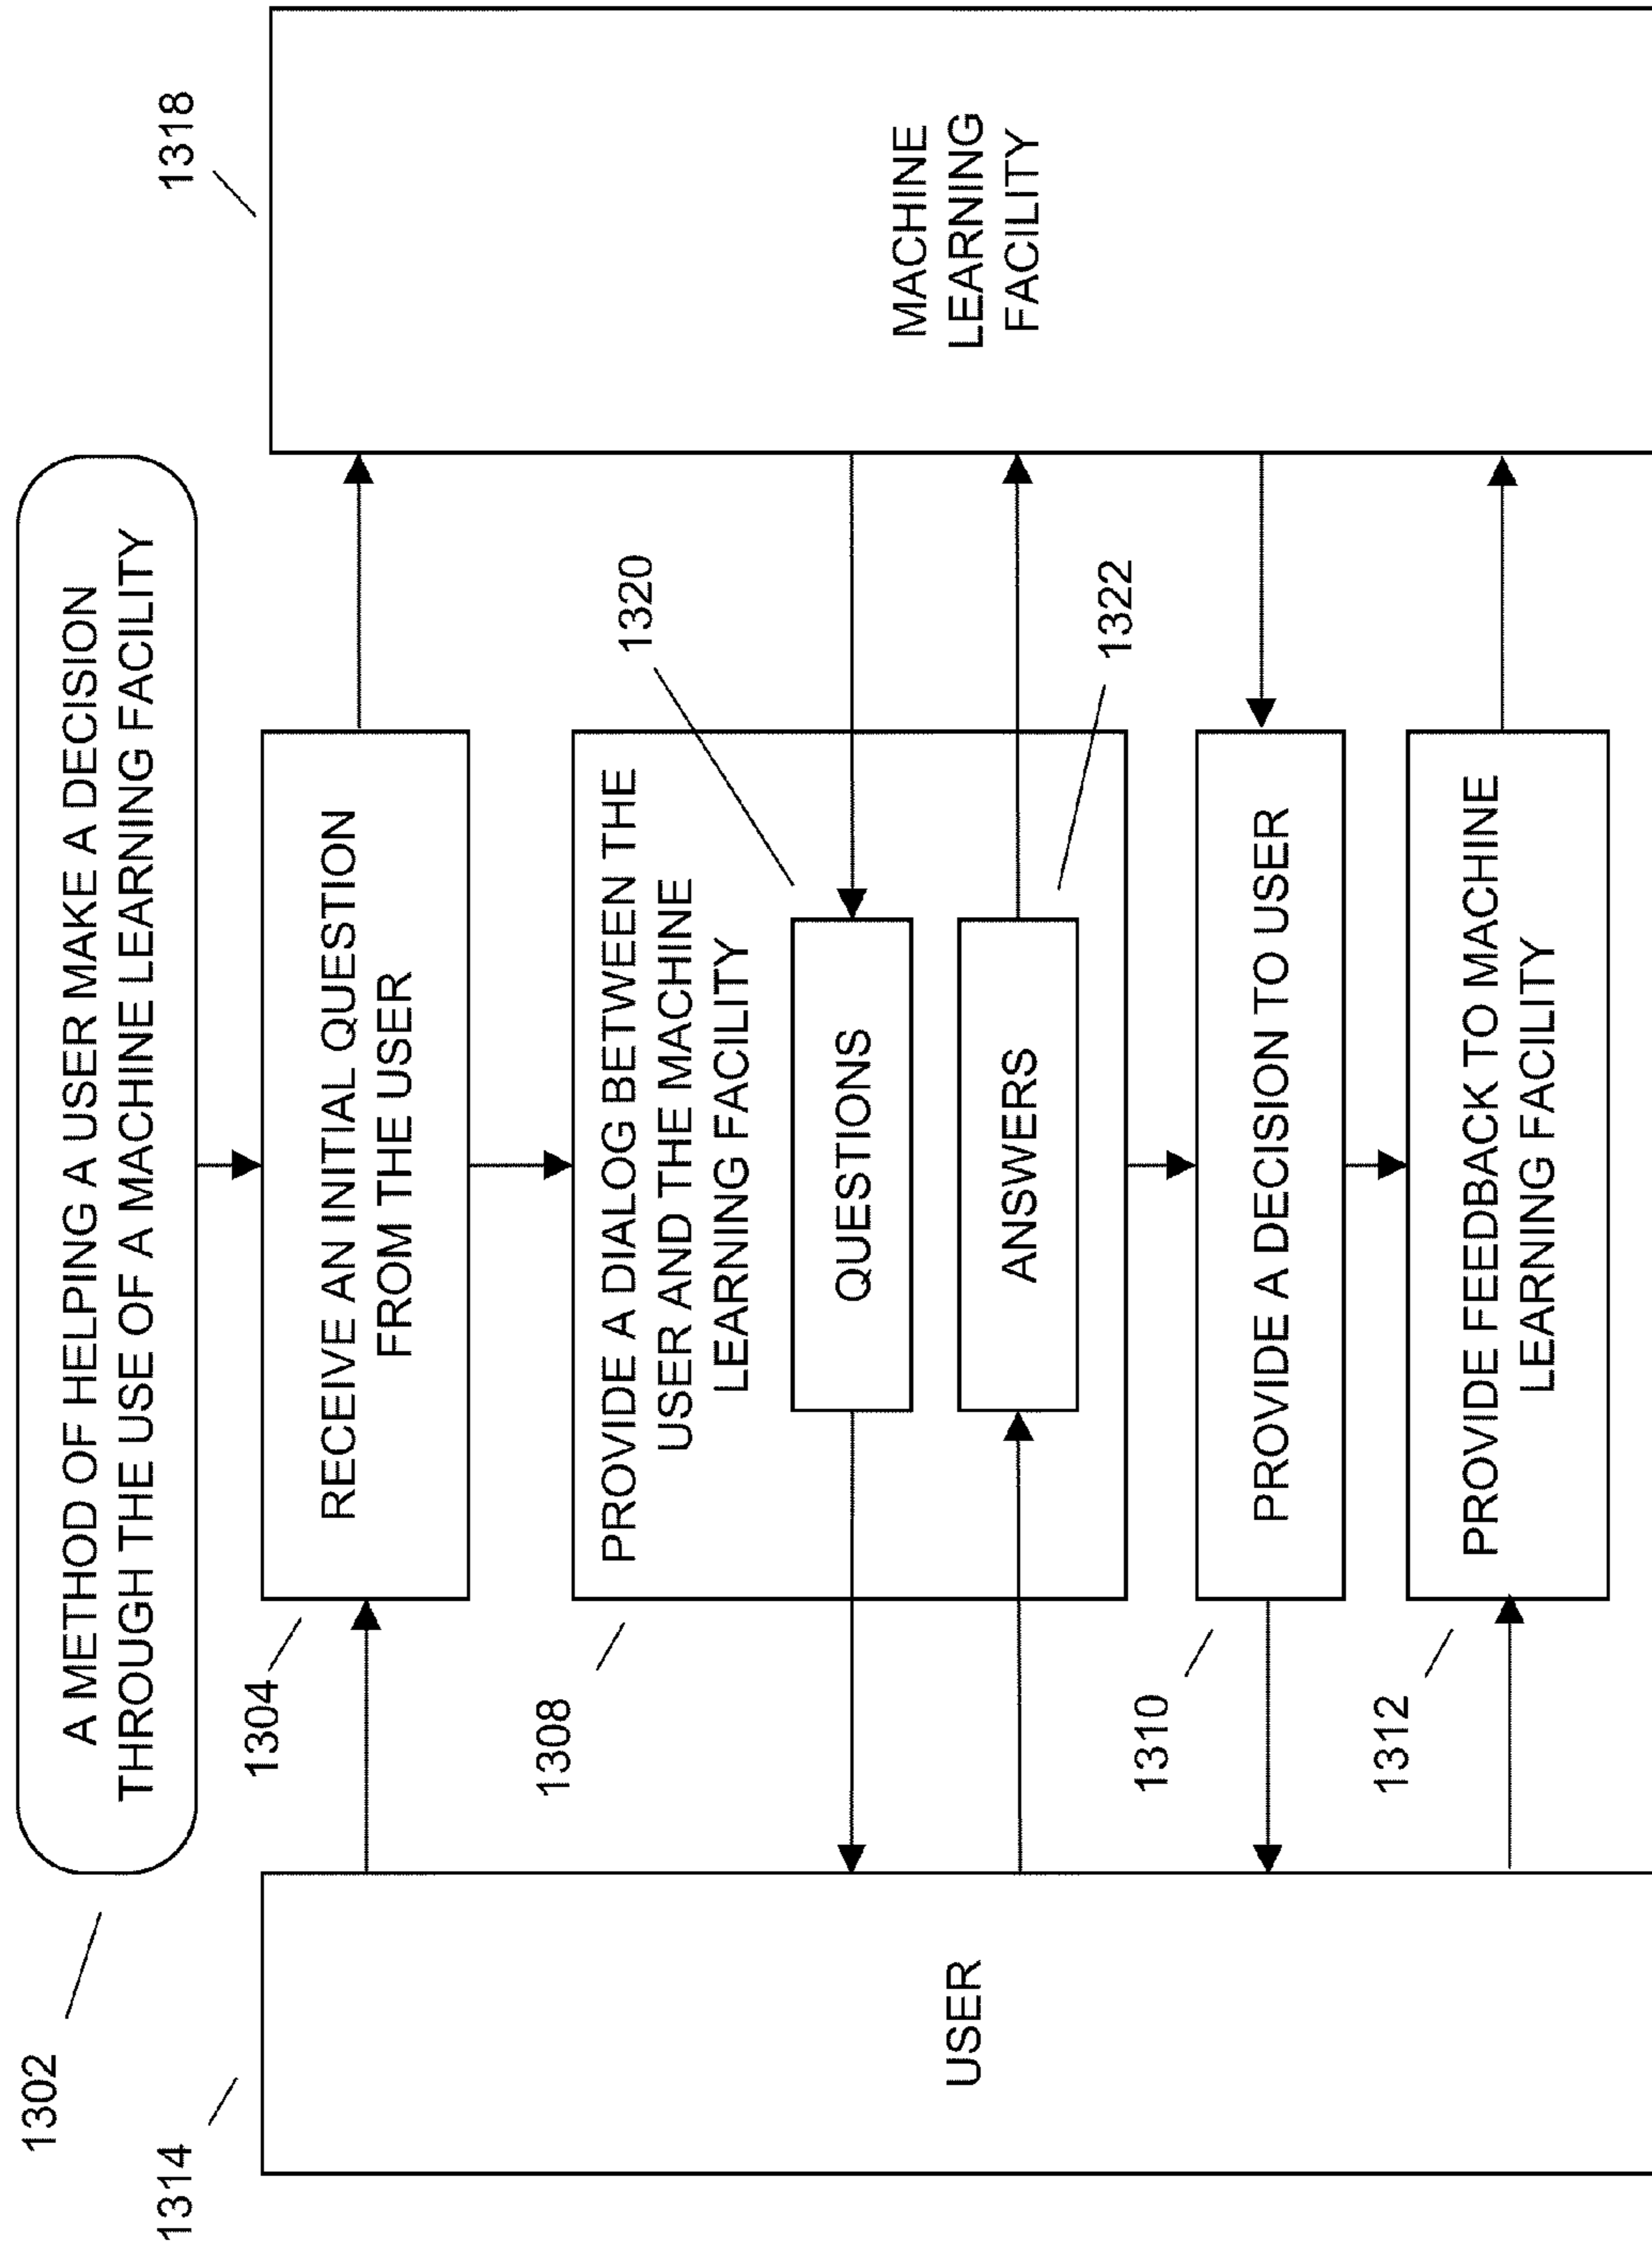 1302
A METHOD OF HELPING A USER MAKE A DECISION
THROUGH THE USE OF A MACHINE LEARNING FACILITY
1314
USER
1304
RECEIVE AN INITIAL QUESTION
FROM THE USER
1308
PROVIDE A DIALOG BETWEEN THE
USER AND THE MACHINE
LEARNING FACILITY
1320
QUESTIONS
ANSWERS
1322
1310
PROVIDE A DECISION TO USER
1312
PROVIDE FEEDBACK TO MACHINE
LEARNING FACILITY
1318
MACHINE
LEARNING
FACILITY